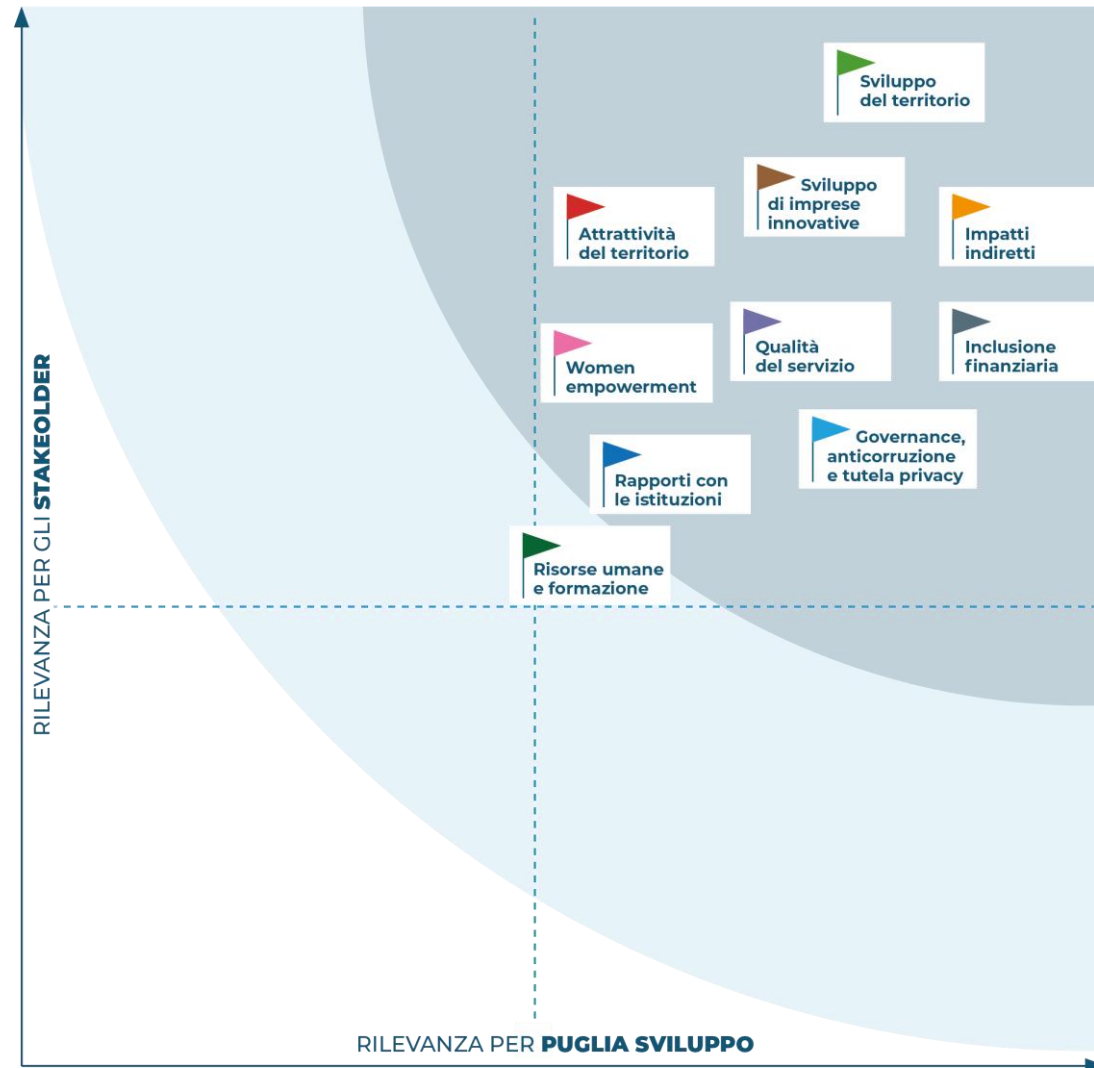 Sviluppo
del territorio
Sviluppo
di imprese
innovative
Attrattività
del territorio
Impatti
indiretti
Qualità
del servizio
Inclusione
finanziaria
Women
empowerment
Governance,
anticorruzione
e tutela privacy
Rapporti con
le istituzioni
Risorse umane
e formazione
RILEVANZA PER GLI STAKEOLDER
RILEVANZA PER PUGLIA SVILUPPO